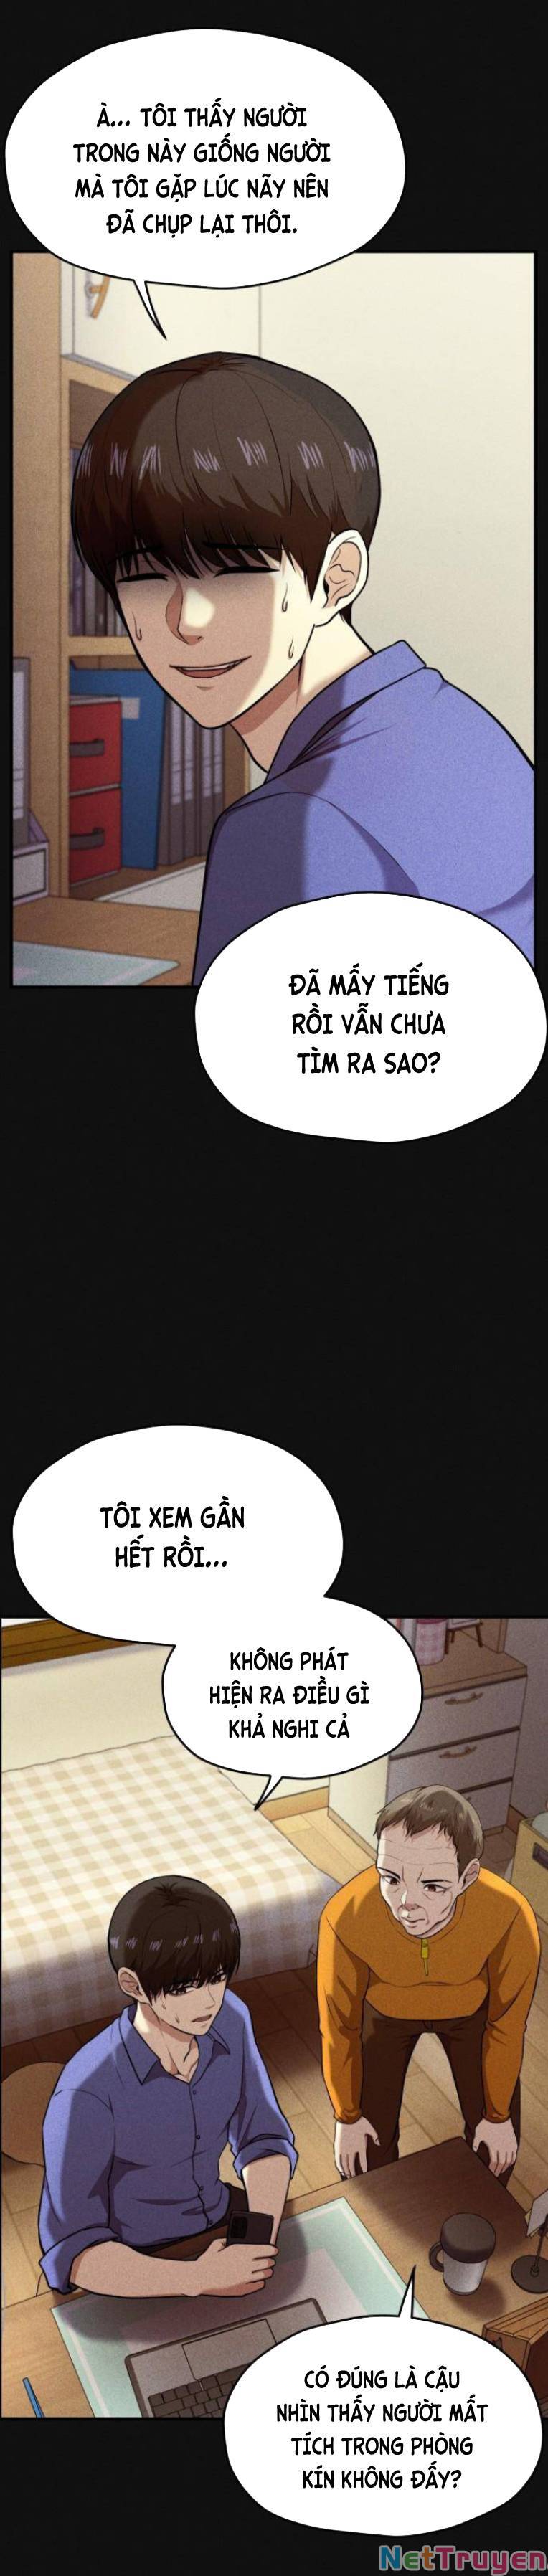 À... TÔI THẤY NGƯỜI
TRONG NÀY GIỐNG NGƯỜI
MÀ TÔI GẶP LÚC NÃY NÊN
ĐÃ CHỤP LẠI THÔI.
ĐÃ MẤY TIẾNG
RỒI VẪN CHƯA
TÌM RA SAO?
TÔI XEM GẦN
HẾT RỒI...
KHÔNG PHÁT
HIỆN RA ĐIỀU GÌ
KHẢ NGHI CẢ
CÓ ĐÚNG LÀ CẬU
NHÌN THẤY NGƯỜI MẤT
TÍCH TRONG PHÒNG
KÍN KHÔNG ĐẤY?
NetTruyen